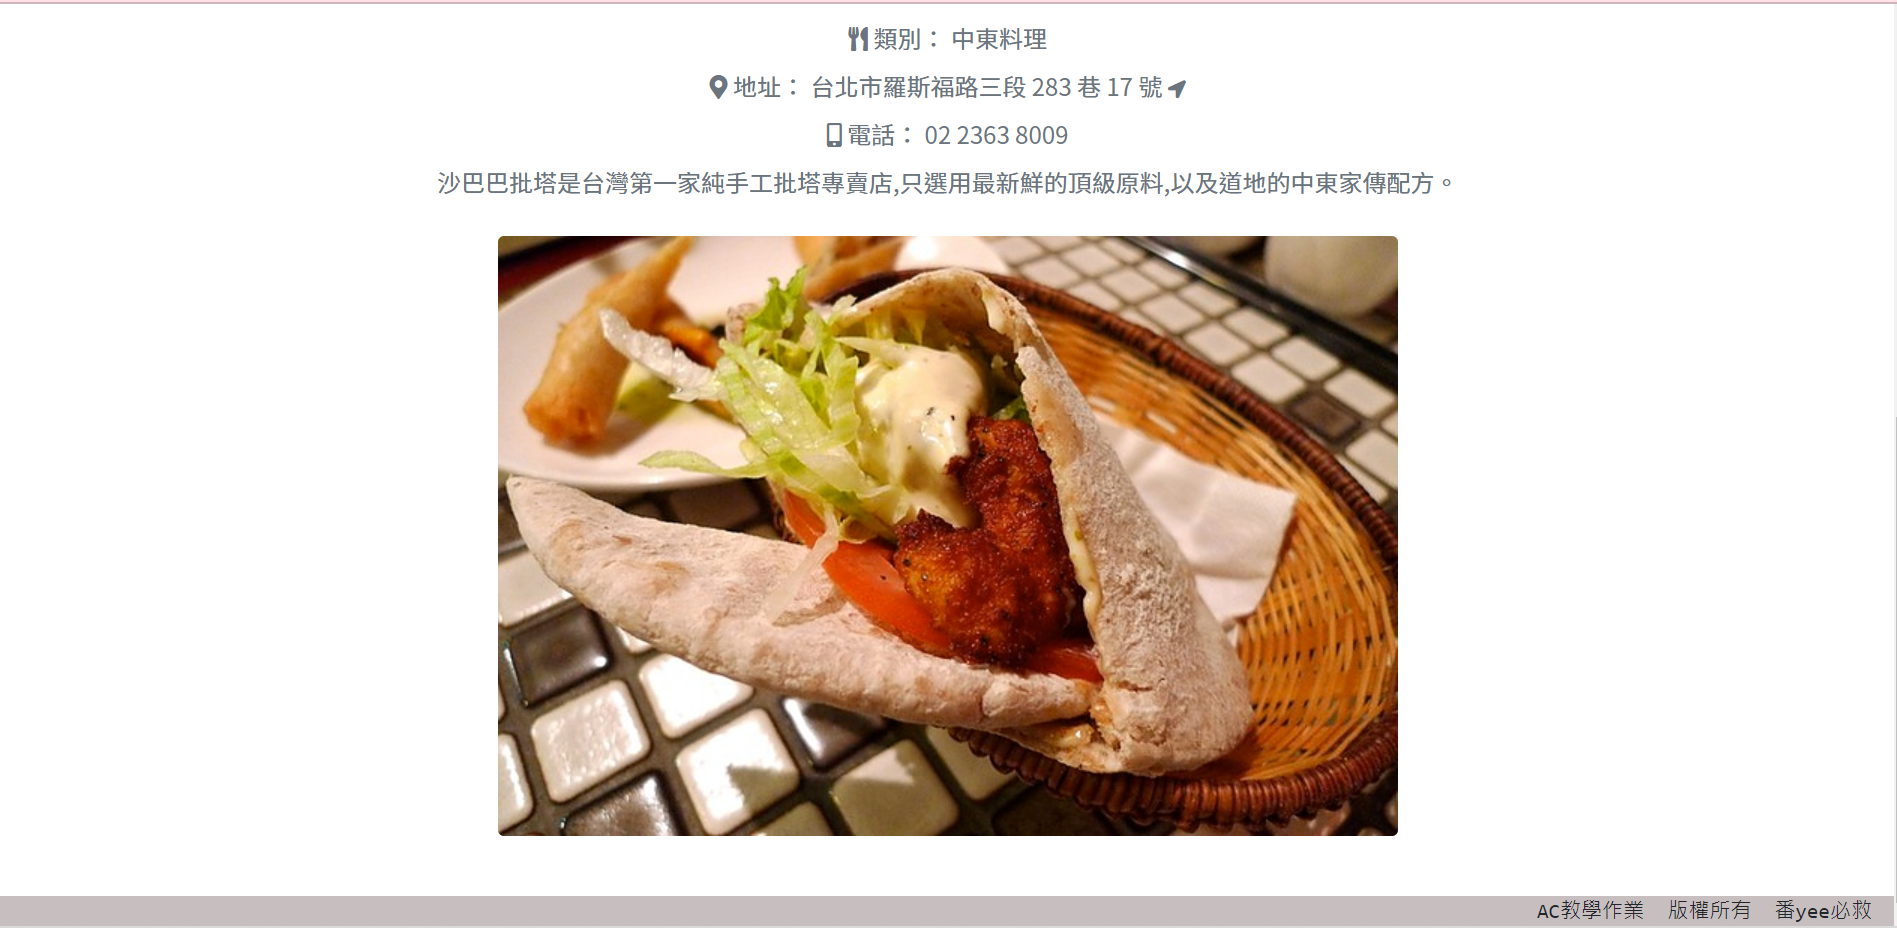 類別： 中東料理
地址： 台北市羅斯福路三段 283 巷 17 號
電話： 02 2363 8009
沙巴巴批塔是台灣第一家純手工批塔專賣店,只選用最新鮮的頂級原料,以及道地的中東家傳配方。
AC教學作業 版權所有 番yee必救